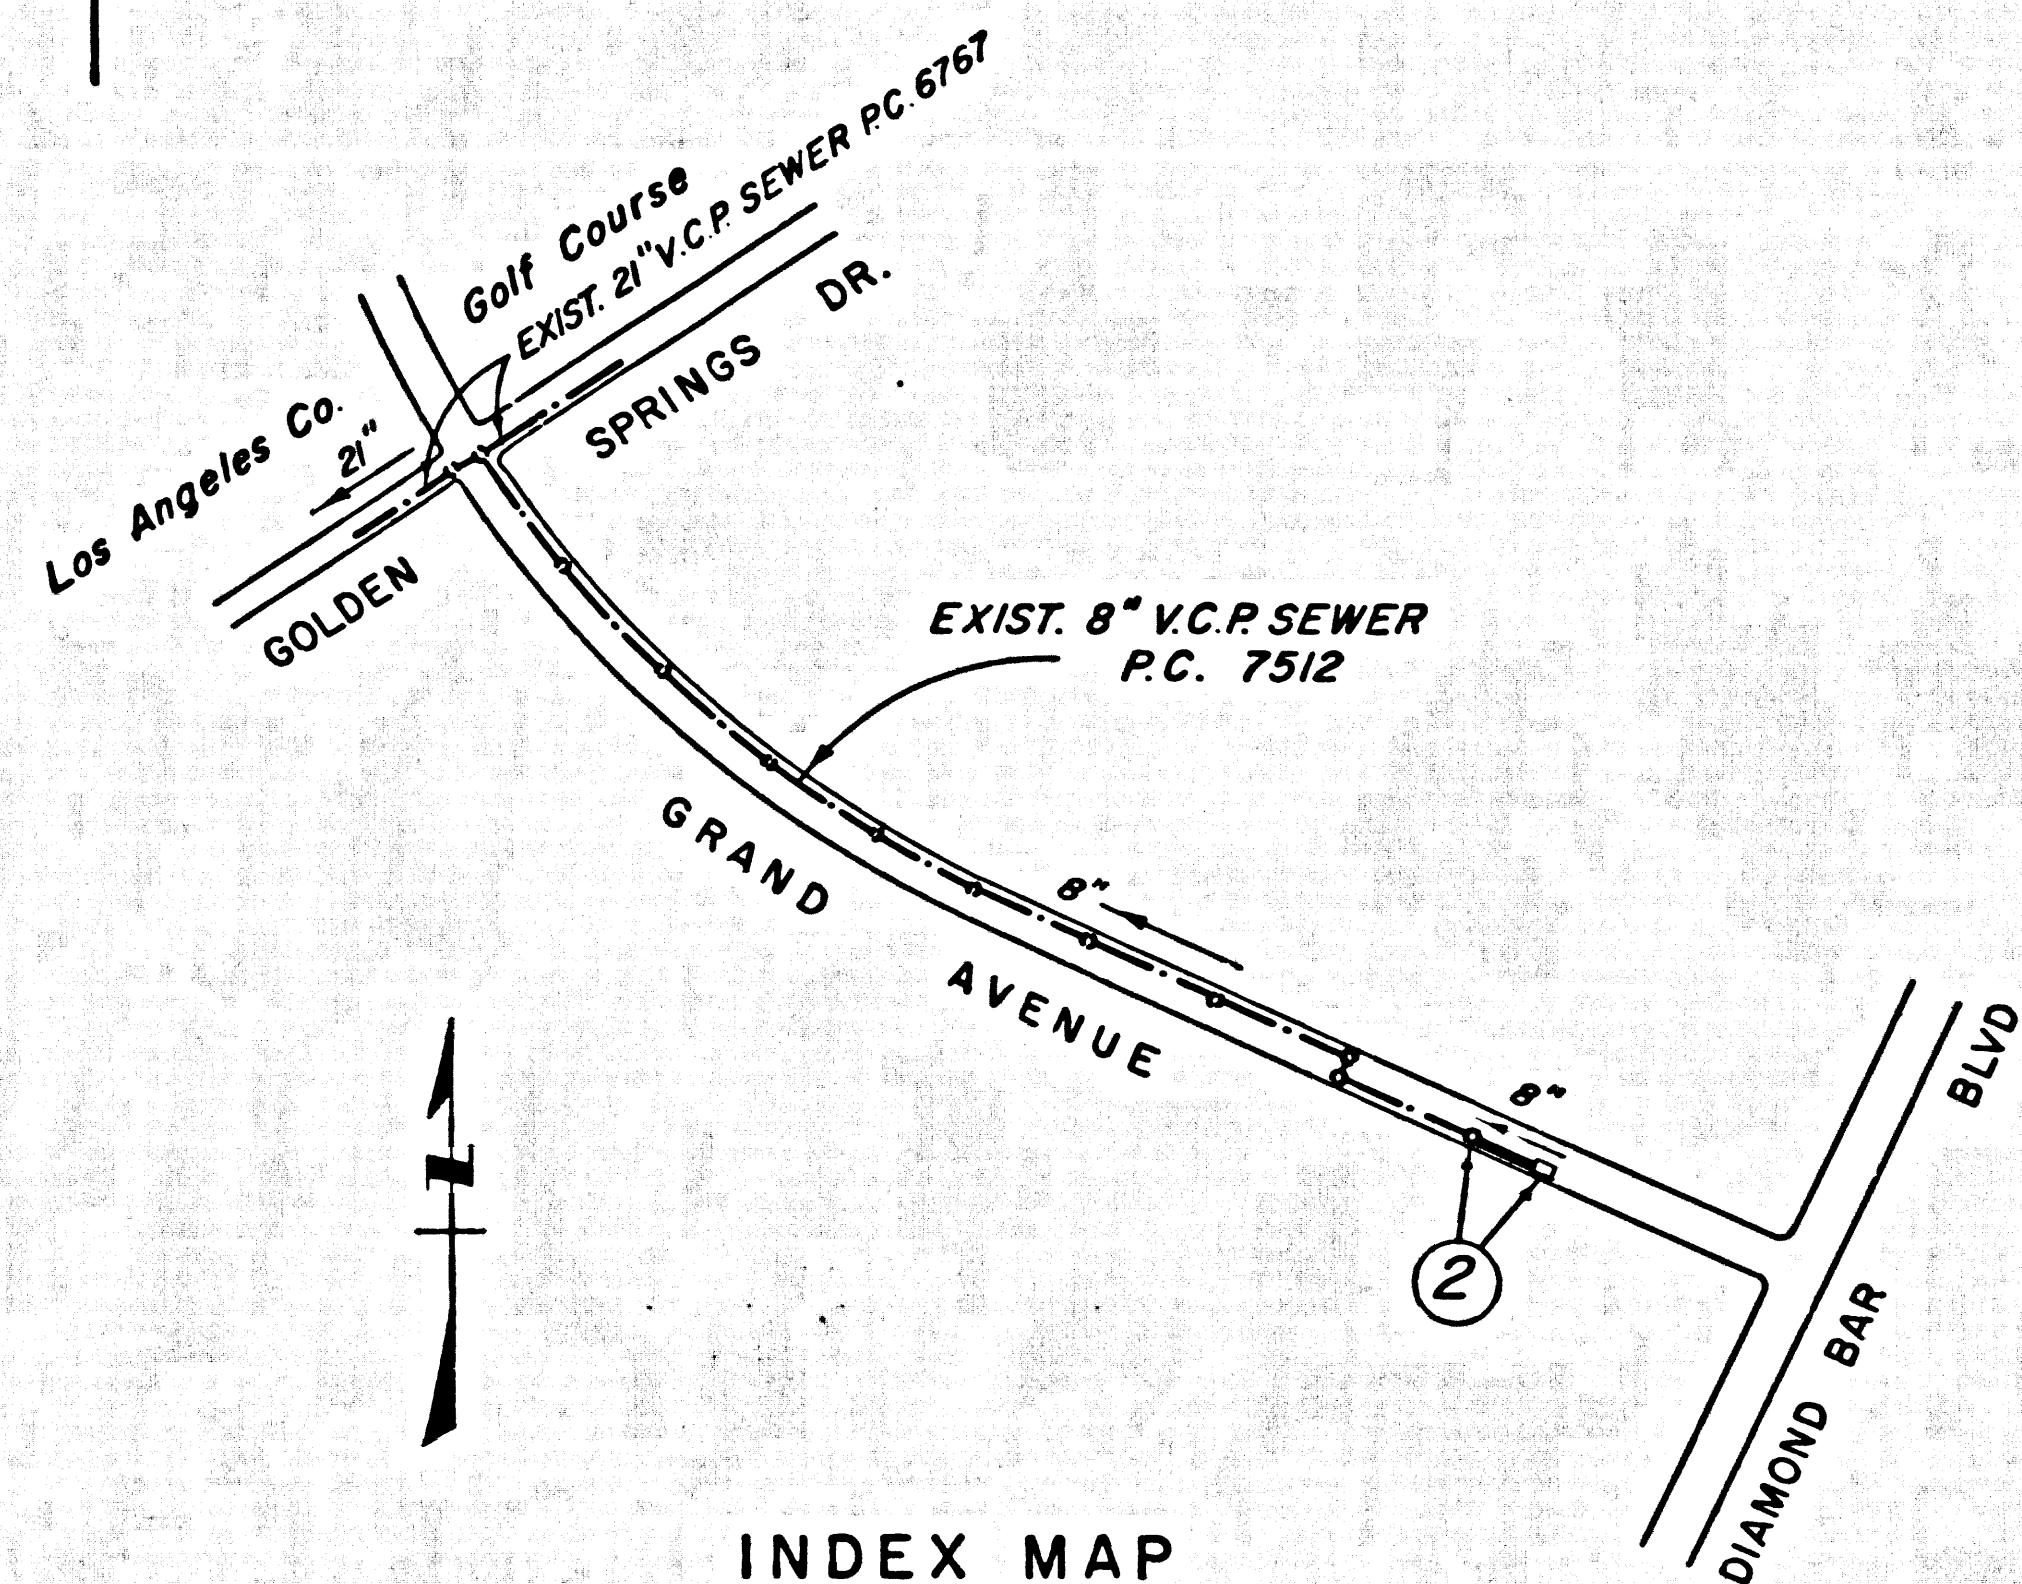 Los Angeles Co.
Golf Course
EXIST. 21" V.C.P. SEWER P.C. 6767
21"
GOLDEN SPRINGS DR.
EXIST. 8" V.C.P. SEWER
P.C. 7512
GRAND AVENUE
8"
8"
2
N
DIAMOND BAR BLVD
INDEX MAP